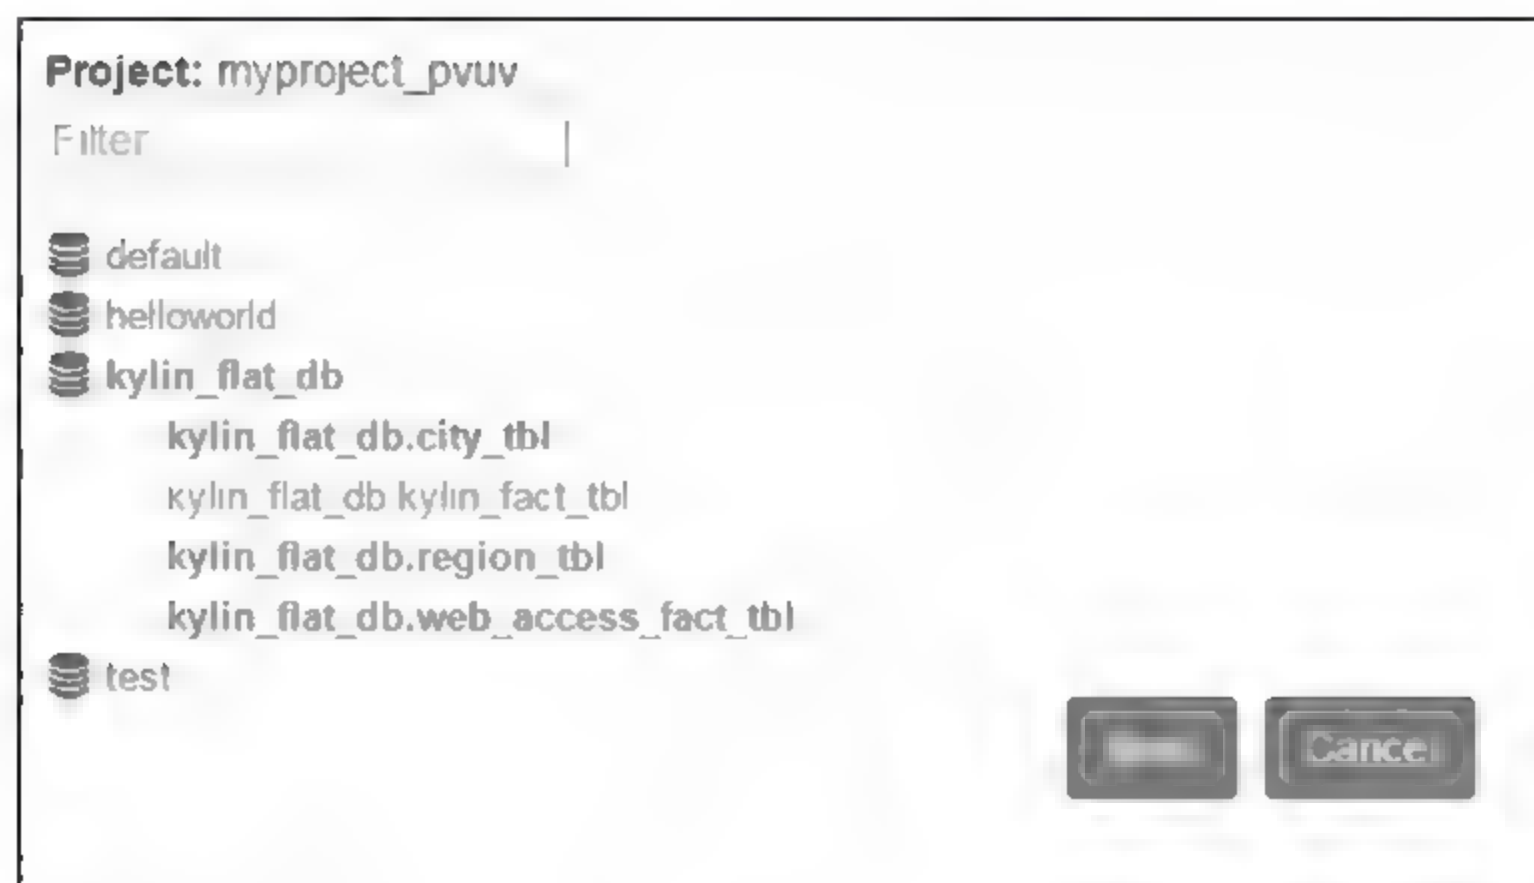 Project: myproject_pvuv
Filter
default
helloworld
kylin_flat_db
kylin_flat_db.city_tbl
kylin_flat_db.kylin_fact_tbl
kylin_flat_db.region_tbl
kylin_flat_db.web_access_fact_tbl
test
Cancel